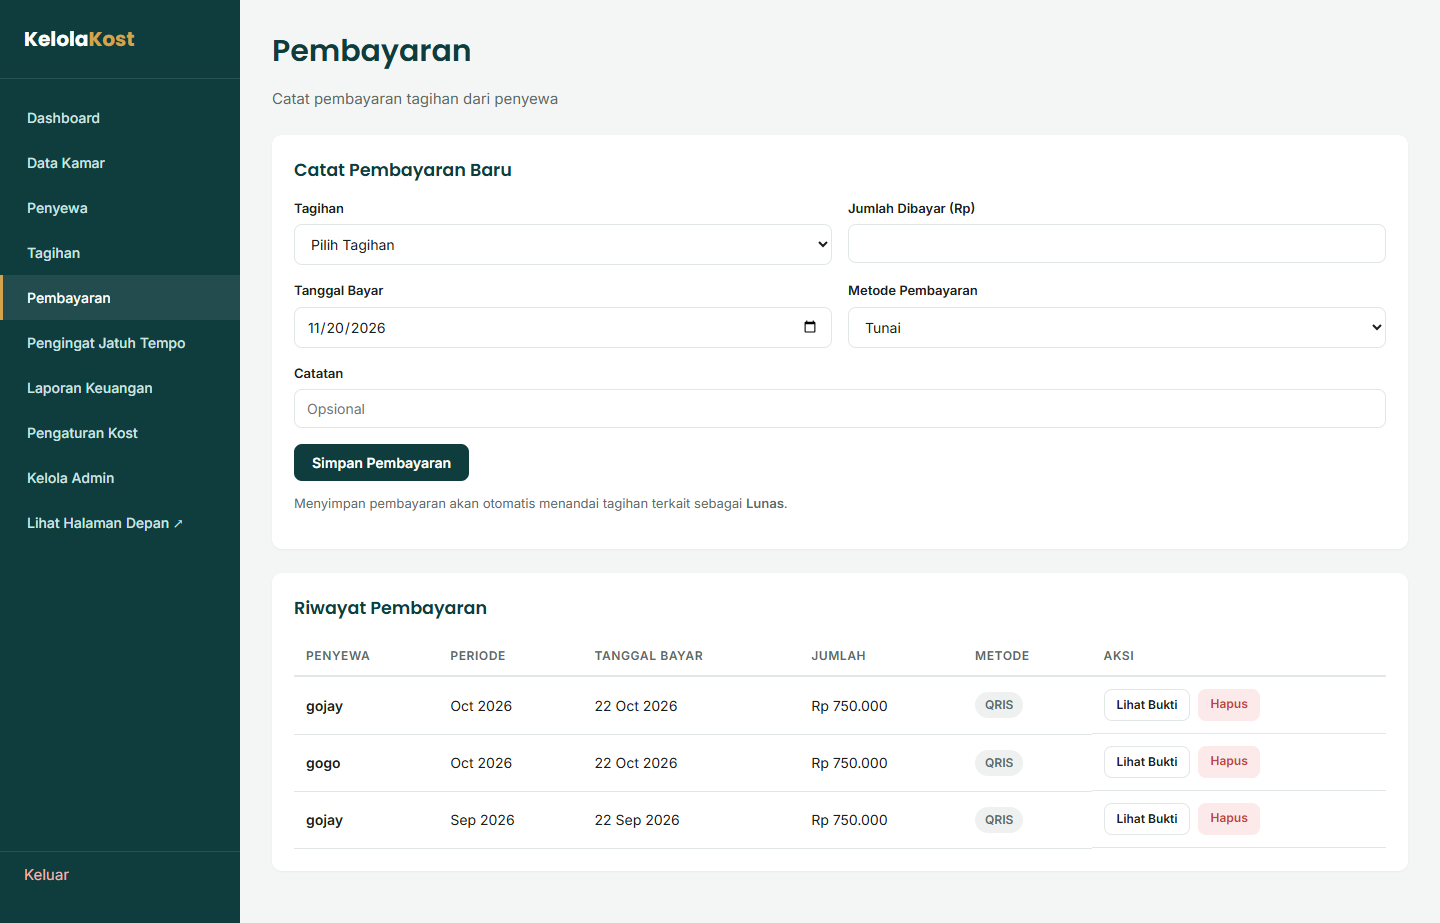 KelolaKost
Dashboard
Data Kamar
Penyewa
Tagihan
Pembayaran
Pengingat Jatuh Tempo
Laporan Keuangan
Pengaturan Kost
Kelola Admin
Lihat Halaman Depan ↗
Keluar
Pembayaran
Catat pembayaran tagihan dari penyewa
Catat Pembayaran Baru
Tagihan
Pilih Tagihan
Jumlah Dibayar (Rp)
Tanggal Bayar
11/20/2026
Metode Pembayaran
Tunai
Catatan
Opsional
Simpan Pembayaran
Menyimpan pembayaran akan otomatis menandai tagihan terkait sebagai Lunas.
Riwayat Pembayaran
PENYEWA PERIODE TANGGAL BAYAR JUMLAH METODE AKSI
gojay Oct 2026 22 Oct 2026 Rp 750.000 QRIS Lihat Bukti Hapus
gogo Oct 2026 22 Oct 2026 Rp 750.000 QRIS Lihat Bukti Hapus
gojay Sep 2026 22 Sep 2026 Rp 750.000 QRIS Lihat Bukti Hapus